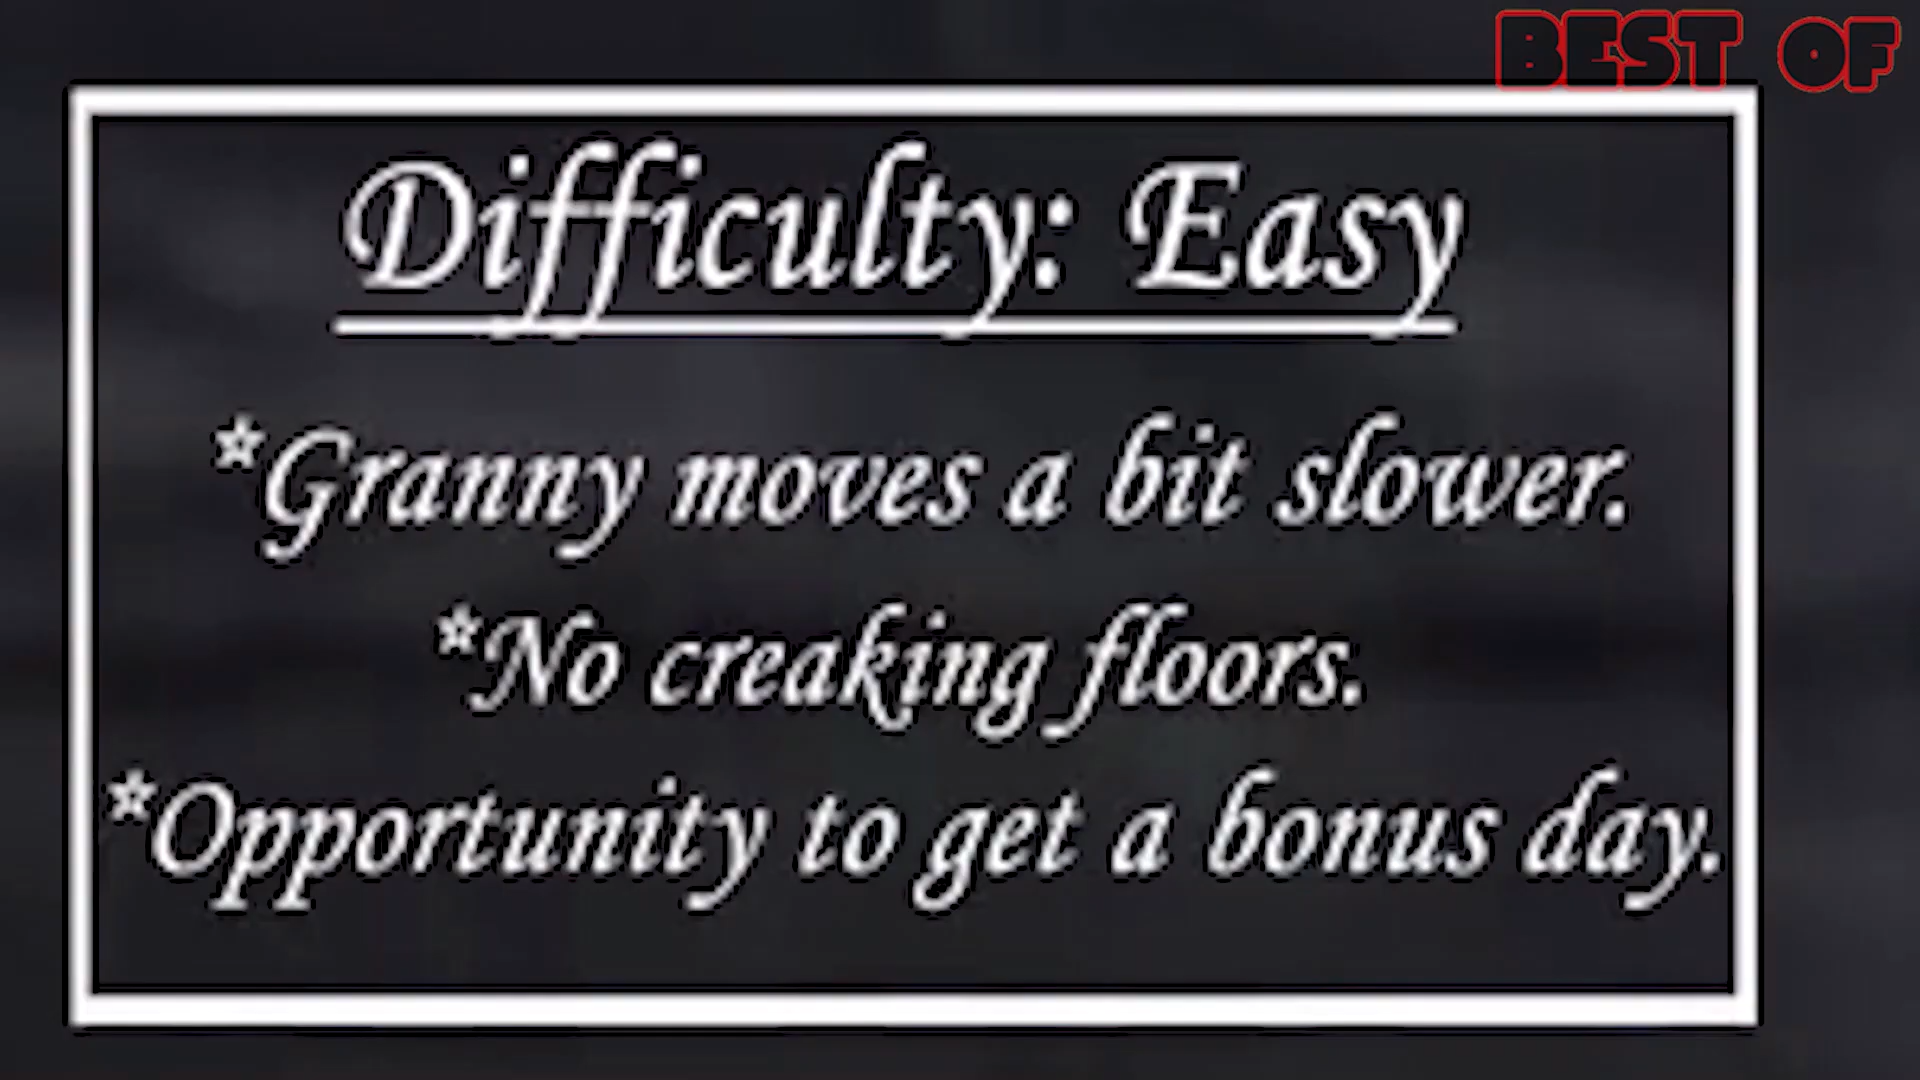 BEST OF
Difficulty: Easy
*Granny moves a bit slower.
*No creaking floors.
*Opportunity to get a bonus day.